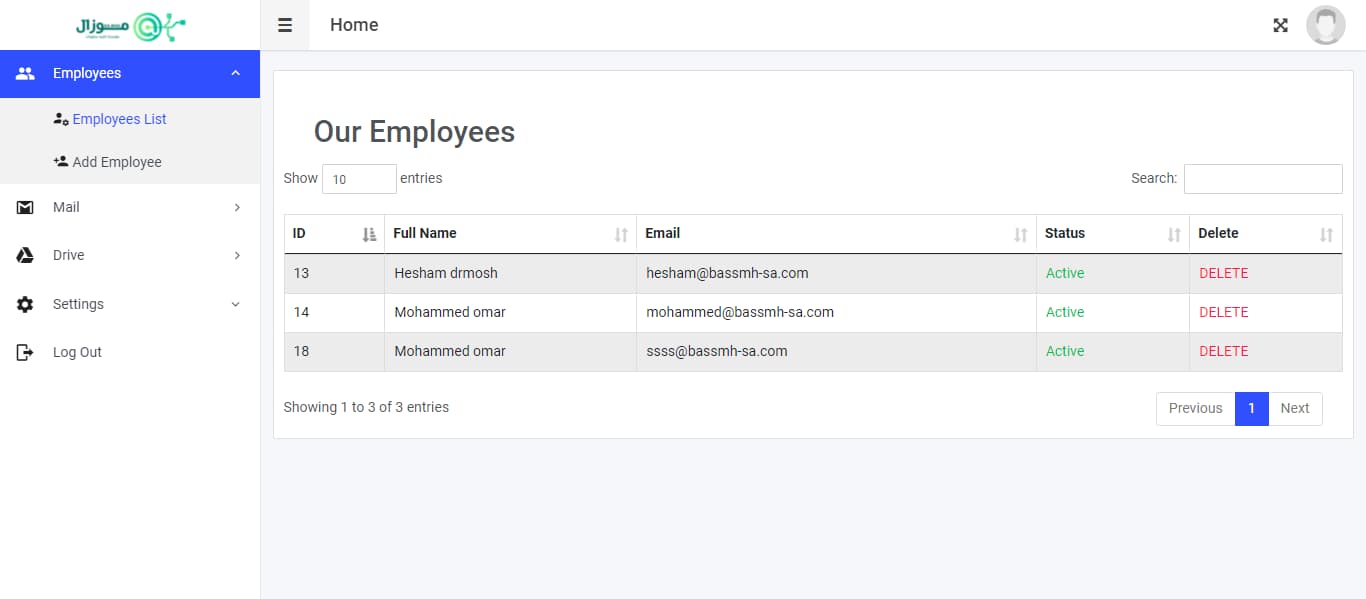 موزال
Home
Employees
Employees List
Add Employee
Mail
Drive
Settings
Log Out
Our Employees
Show 10 entries
Search:
ID Full Name Email Status Delete
13 Hesham drmosh hesham@bassmh-sa.com Active DELETE
14 Mohammed omar mohammed@bassmh-sa.com Active DELETE
18 Mohammed omar ssss@bassmh-sa.com Active DELETE
Showing 1 to 3 of 3 entries
Previous 1 Next